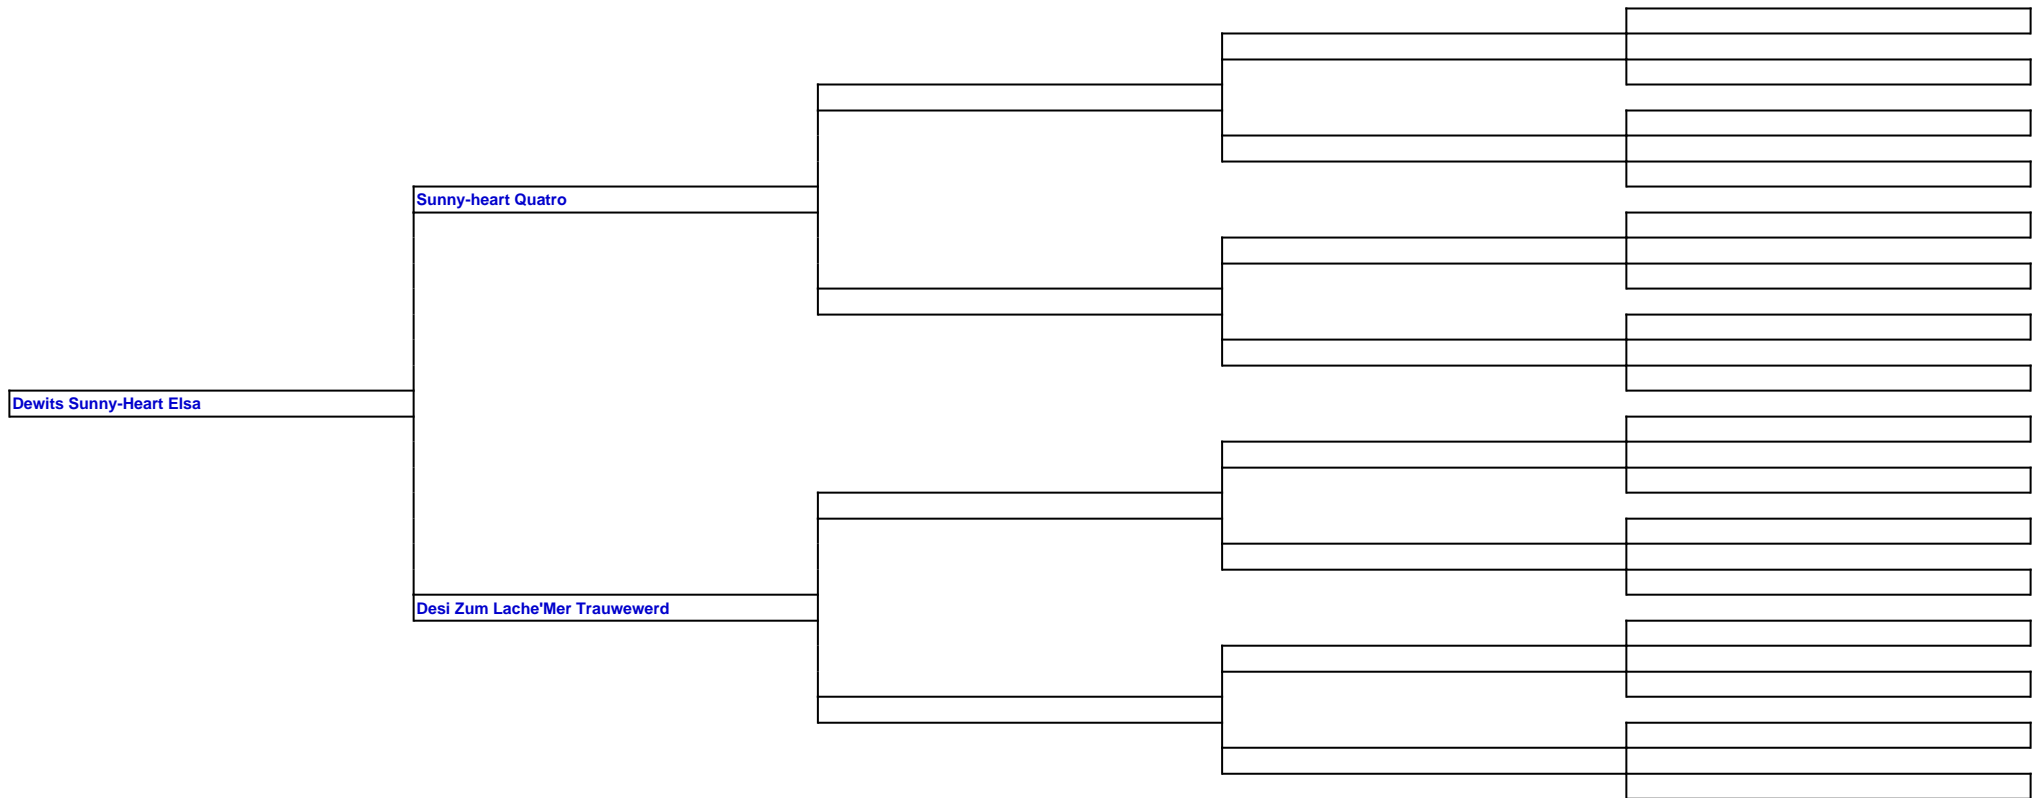 Sunny-heart Quatro
Dewits Sunny-Heart Elsa
Desi Zum Lache'Mer Trauwewerd